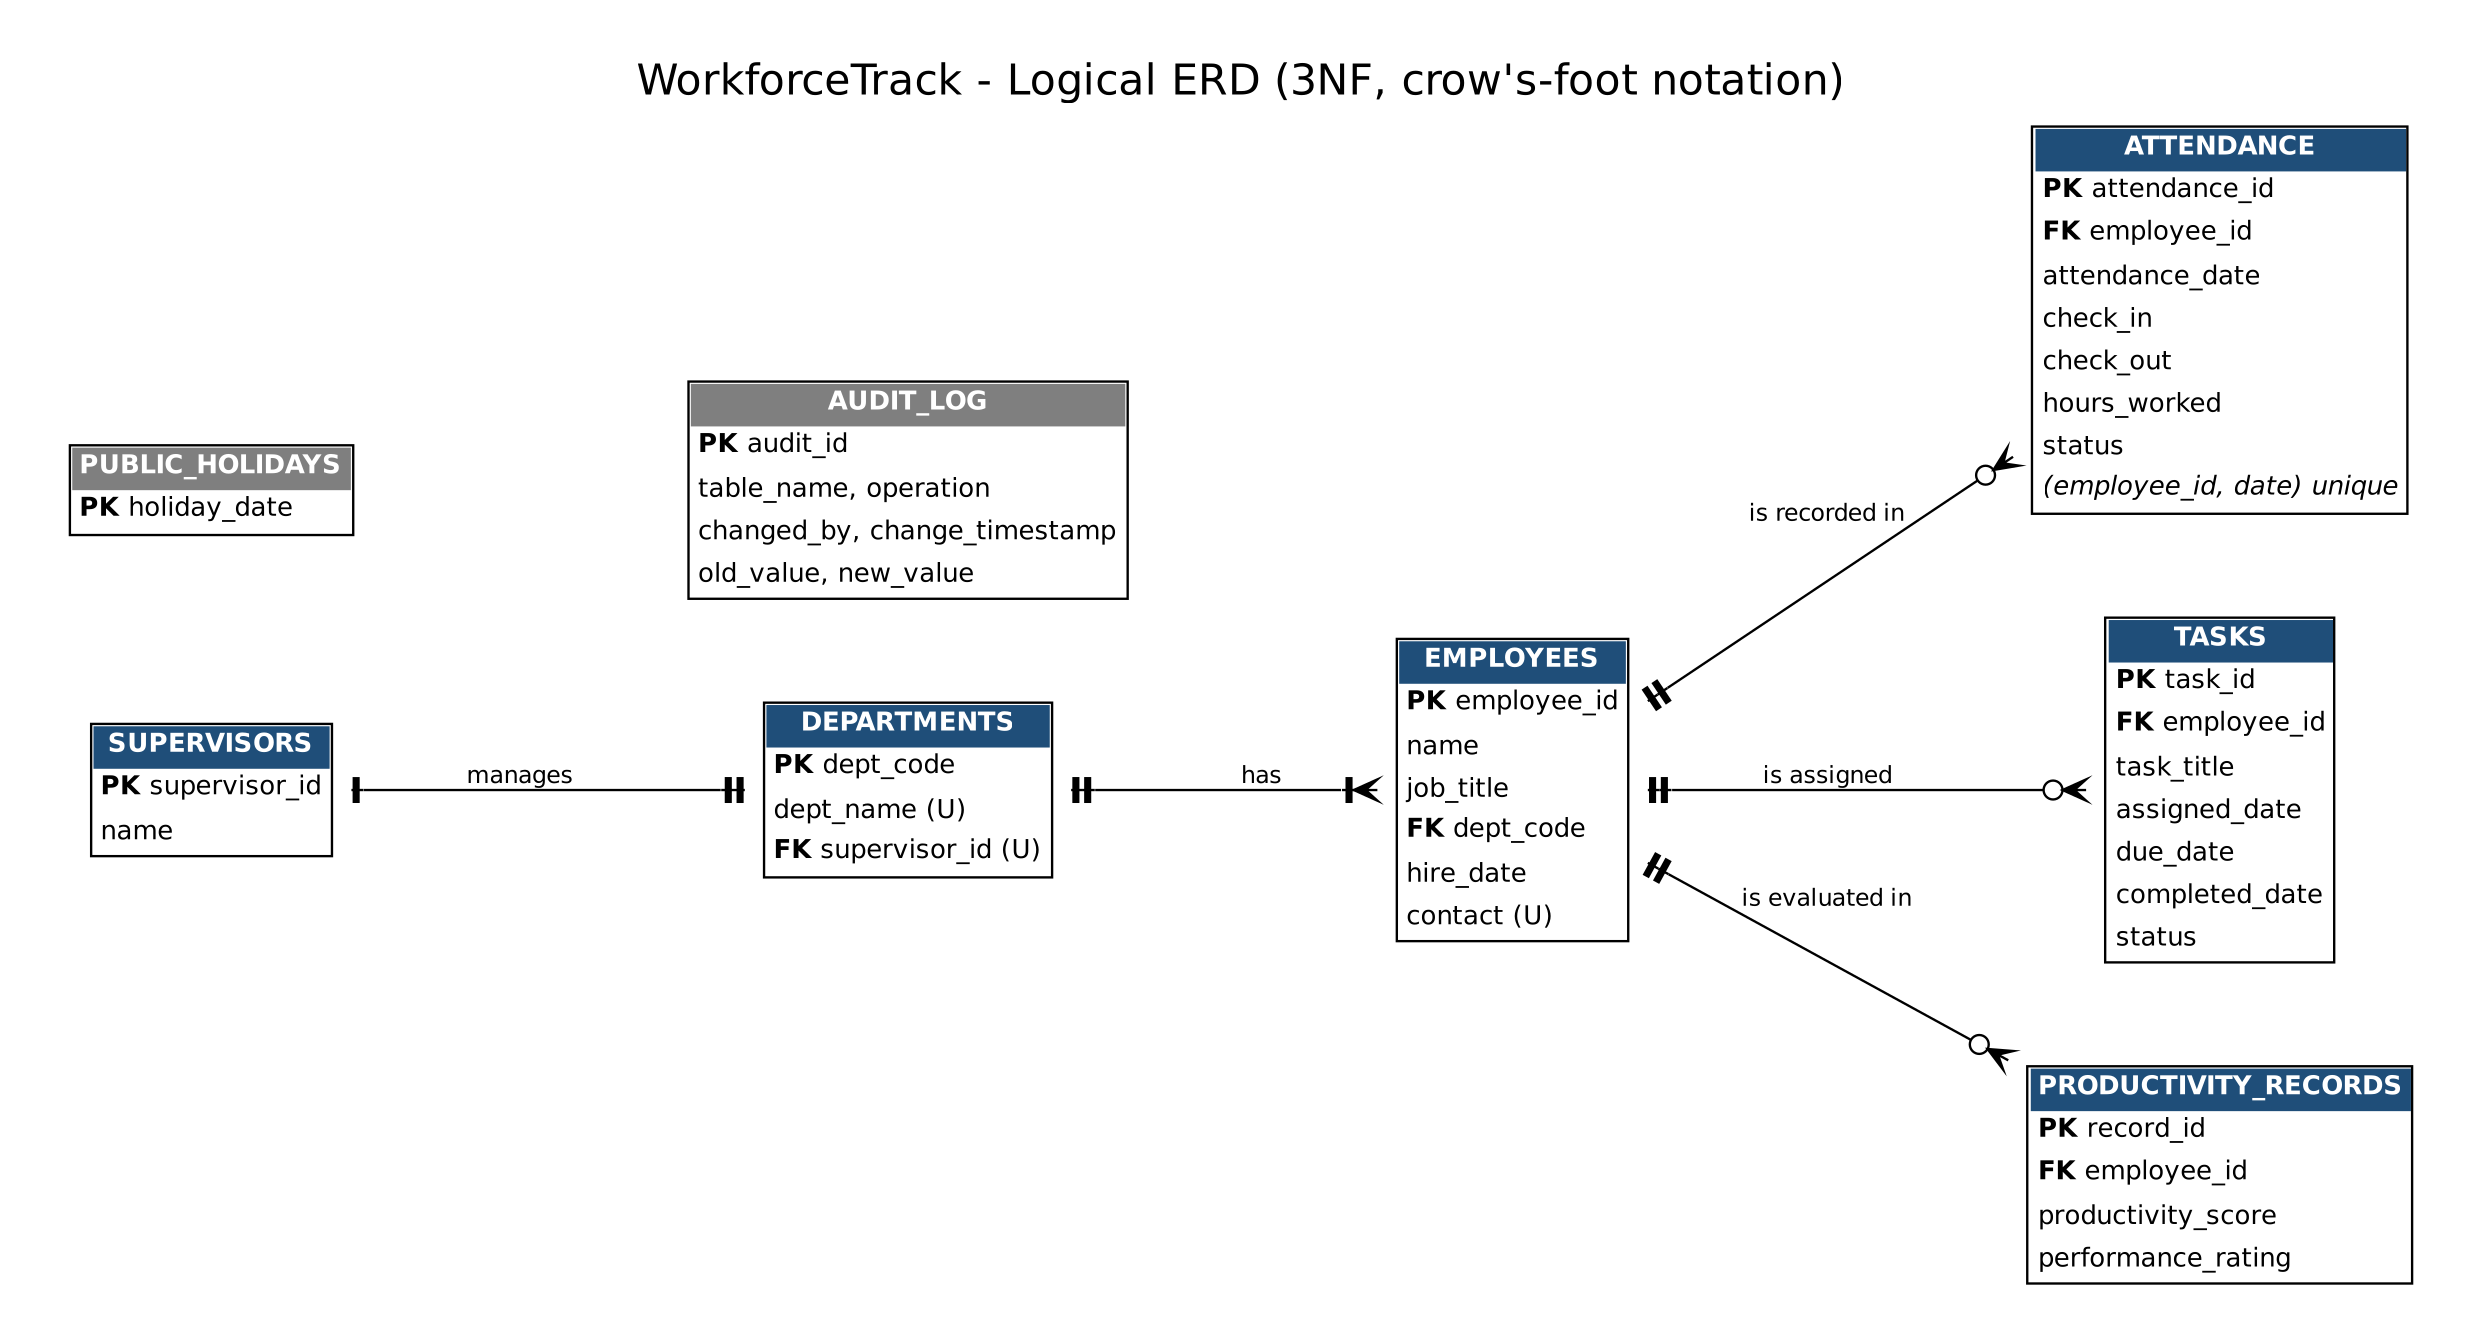 WorkforceTrack - Logical ERD (3NF, crow's-foot notation)
PUBLIC_HOLIDAYS
PK holiday_date
AUDIT_LOG
PK audit_id
table_name, operation
changed_by, change_timestamp
old_value, new_value
SUPERVISORS
PK supervisor_id
name
manages
DEPARTMENTS
PK dept_code
dept_name (U)
FK supervisor_id (U)
has
EMPLOYEES
PK employee_id
name
job_title
FK dept_code
hire_date
contact (U)
is recorded in
is assigned
is evaluated in
ATTENDANCE
PK attendance_id
FK employee_id
attendance_date
check_in
check_out
hours_worked
status
(employee_id, date) unique
TASKS
PK task_id
FK employee_id
task_title
assigned_date
due_date
completed_date
status
PRODUCTIVITY_RECORDS
PK record_id
FK employee_id
productivity_score
performance_rating